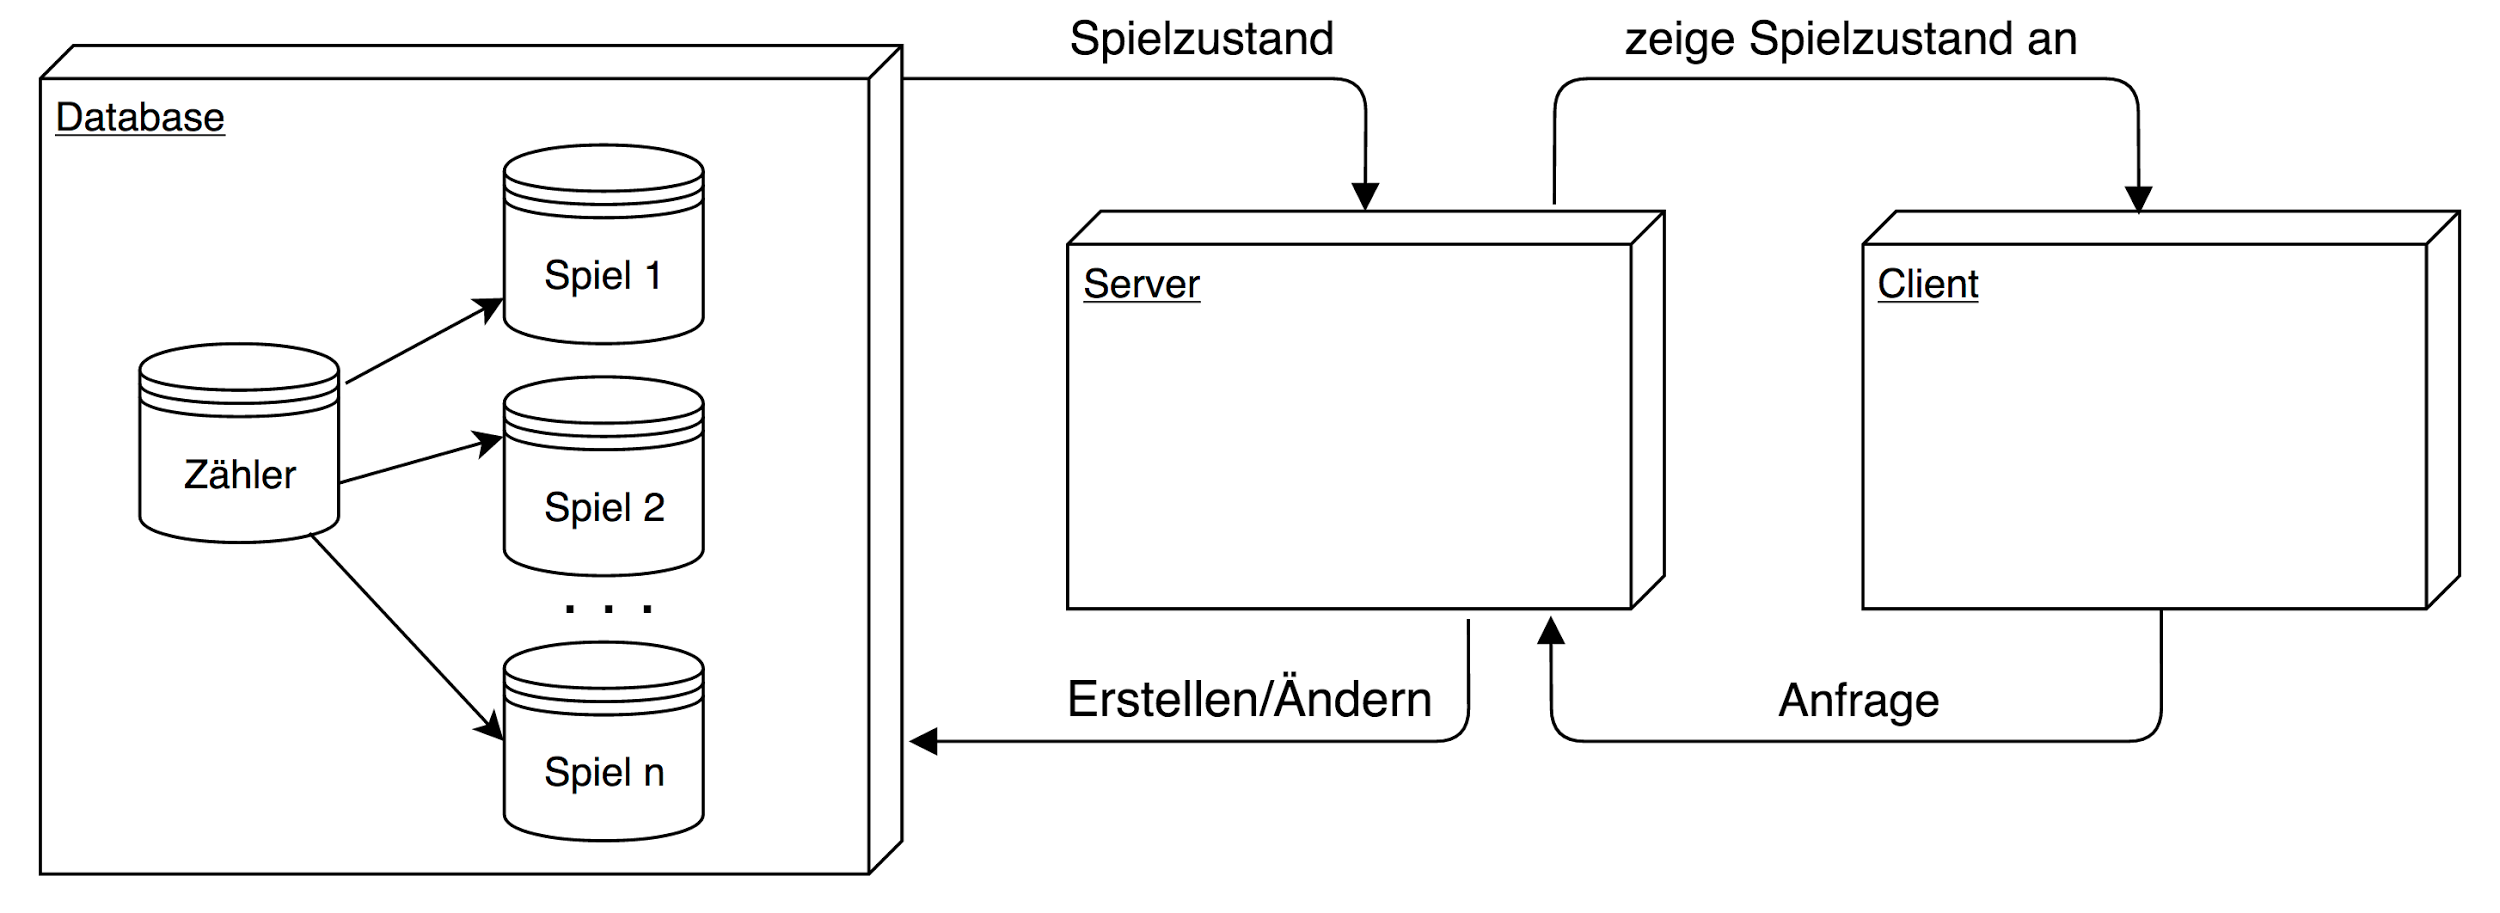 Spielzustand
zeige Spielzustand an
Database
Spiel 1
Server
Client
Zähler
Spiel 2
. . .
Erstellen/Ändern
Anfrage
Spiel n